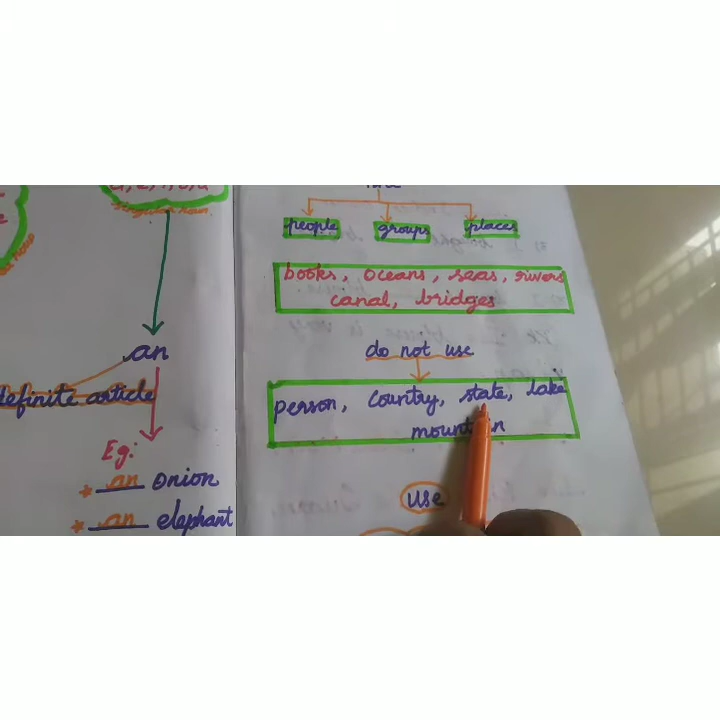 an
definite article
Eg:
* an onion
* an elephant
people groups places
books, oceans, seas, rivers
canal, bridges
do not use
person, Country, state, Lake
mountain
use